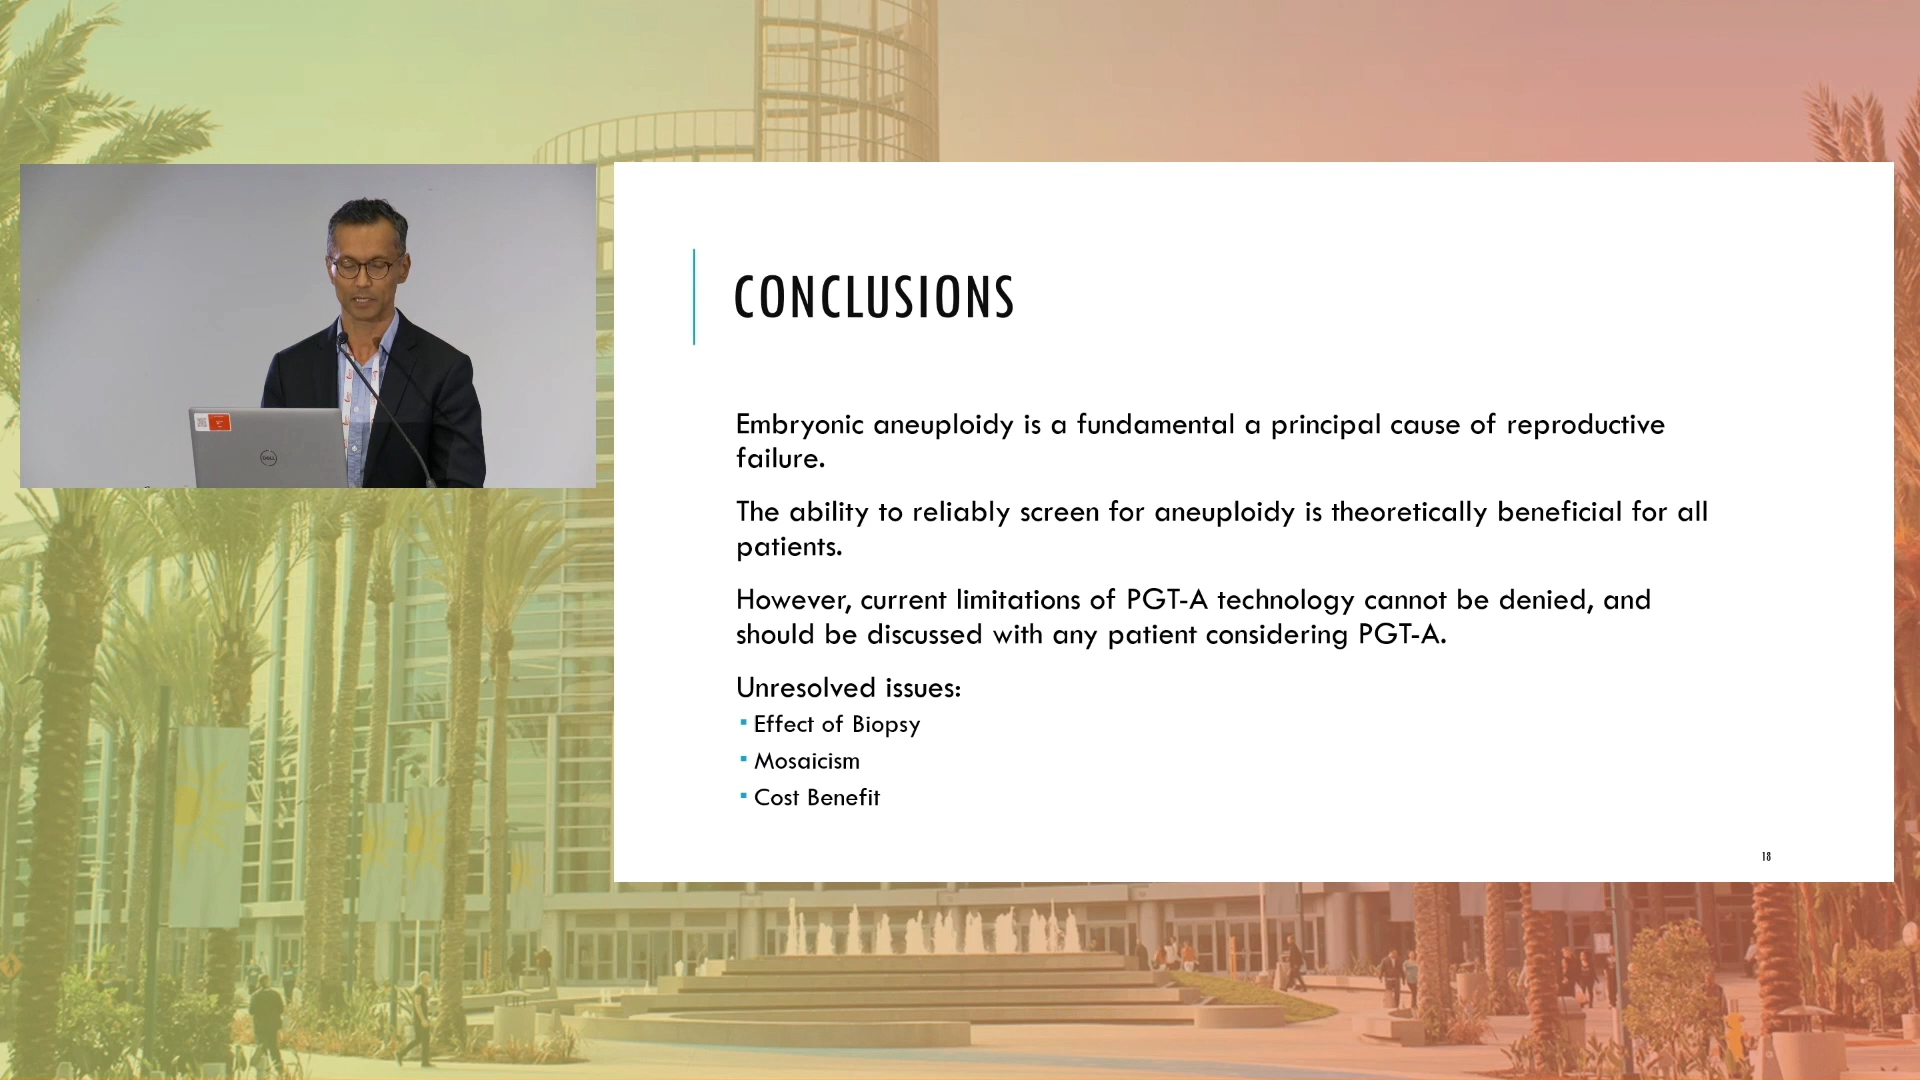 CONCLUSIONS
Embryonic aneuploidy is a fundamental a principal cause of reproductive
failure.
The ability to reliably screen for aneuploidy is theoretically beneficial for all
patients.
However, current limitations of PGT-A technology cannot be denied, and
should be discussed with any patient considering PGT-A.
Unresolved issues:
Effect of Biopsy
Mosaicism
Cost Benefit
18
DELL